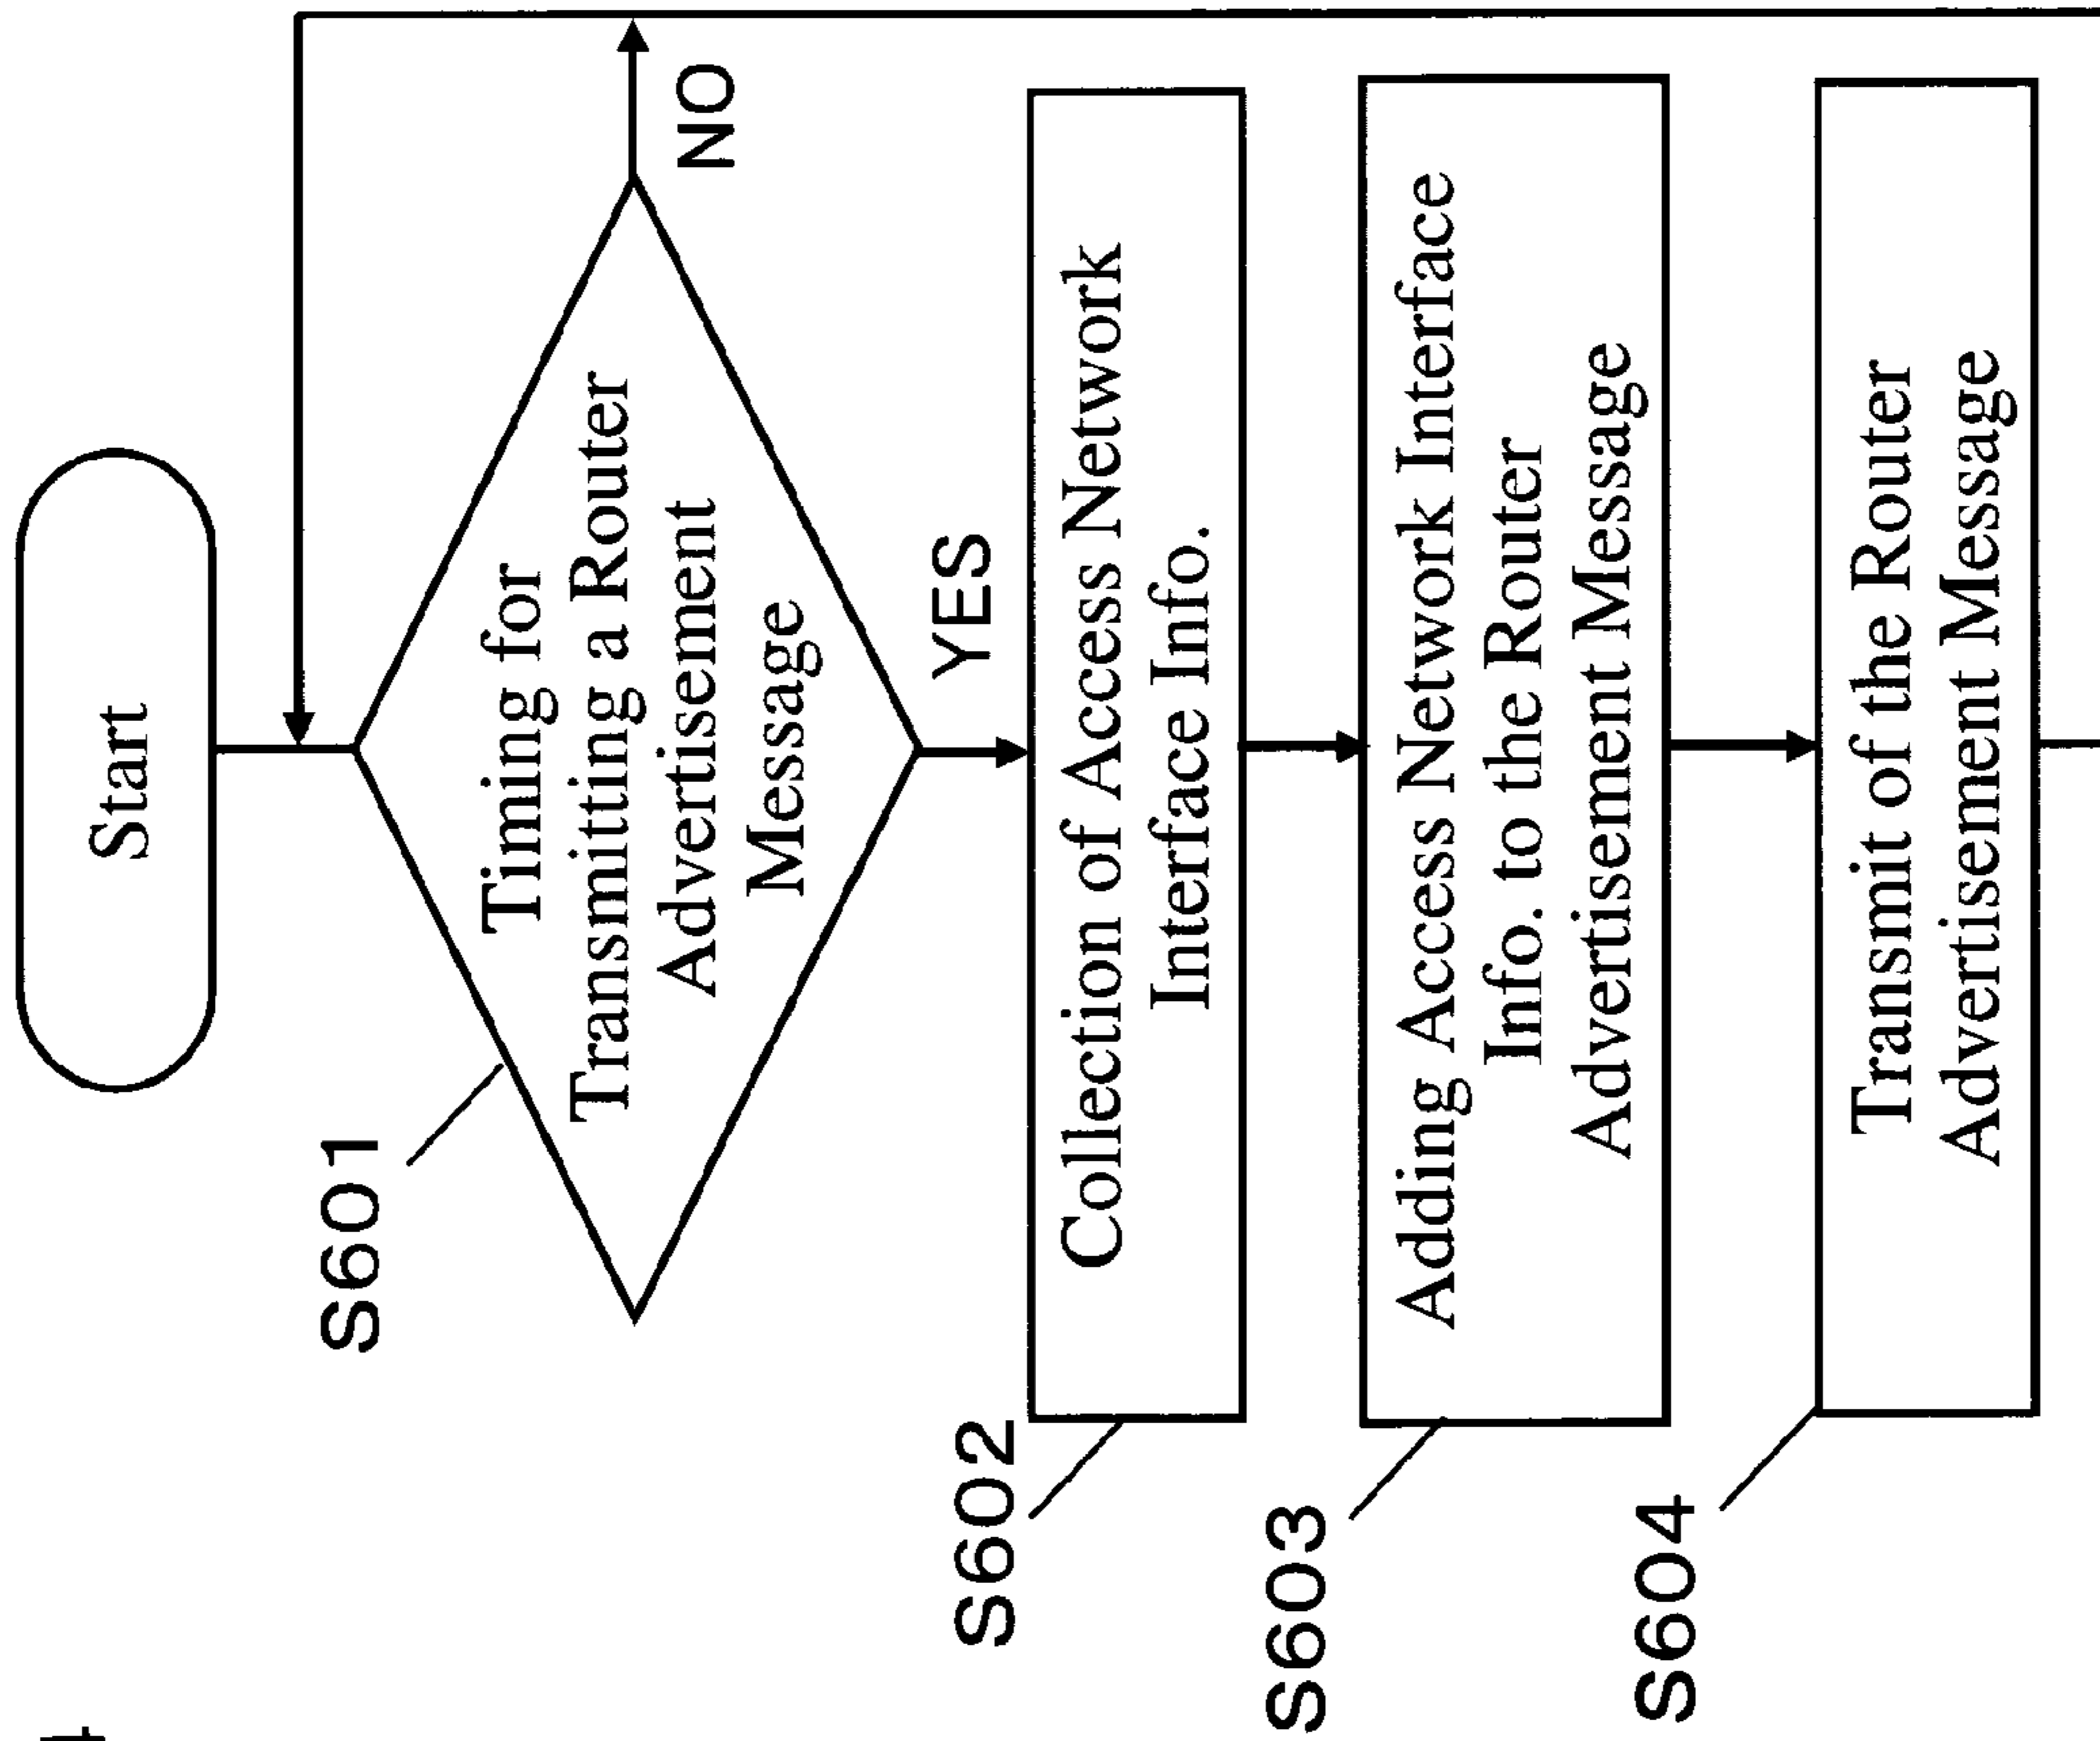 Start
S601
Timing for
Transmitting a Router
Advertisement
Message
NO
YES
S602
Collection of Access Network
Interface Info.
S603
Adding Access Network Interface
Info. to the Router
Advertisement Message
S604
Transmit of the Router
Advertisement Message